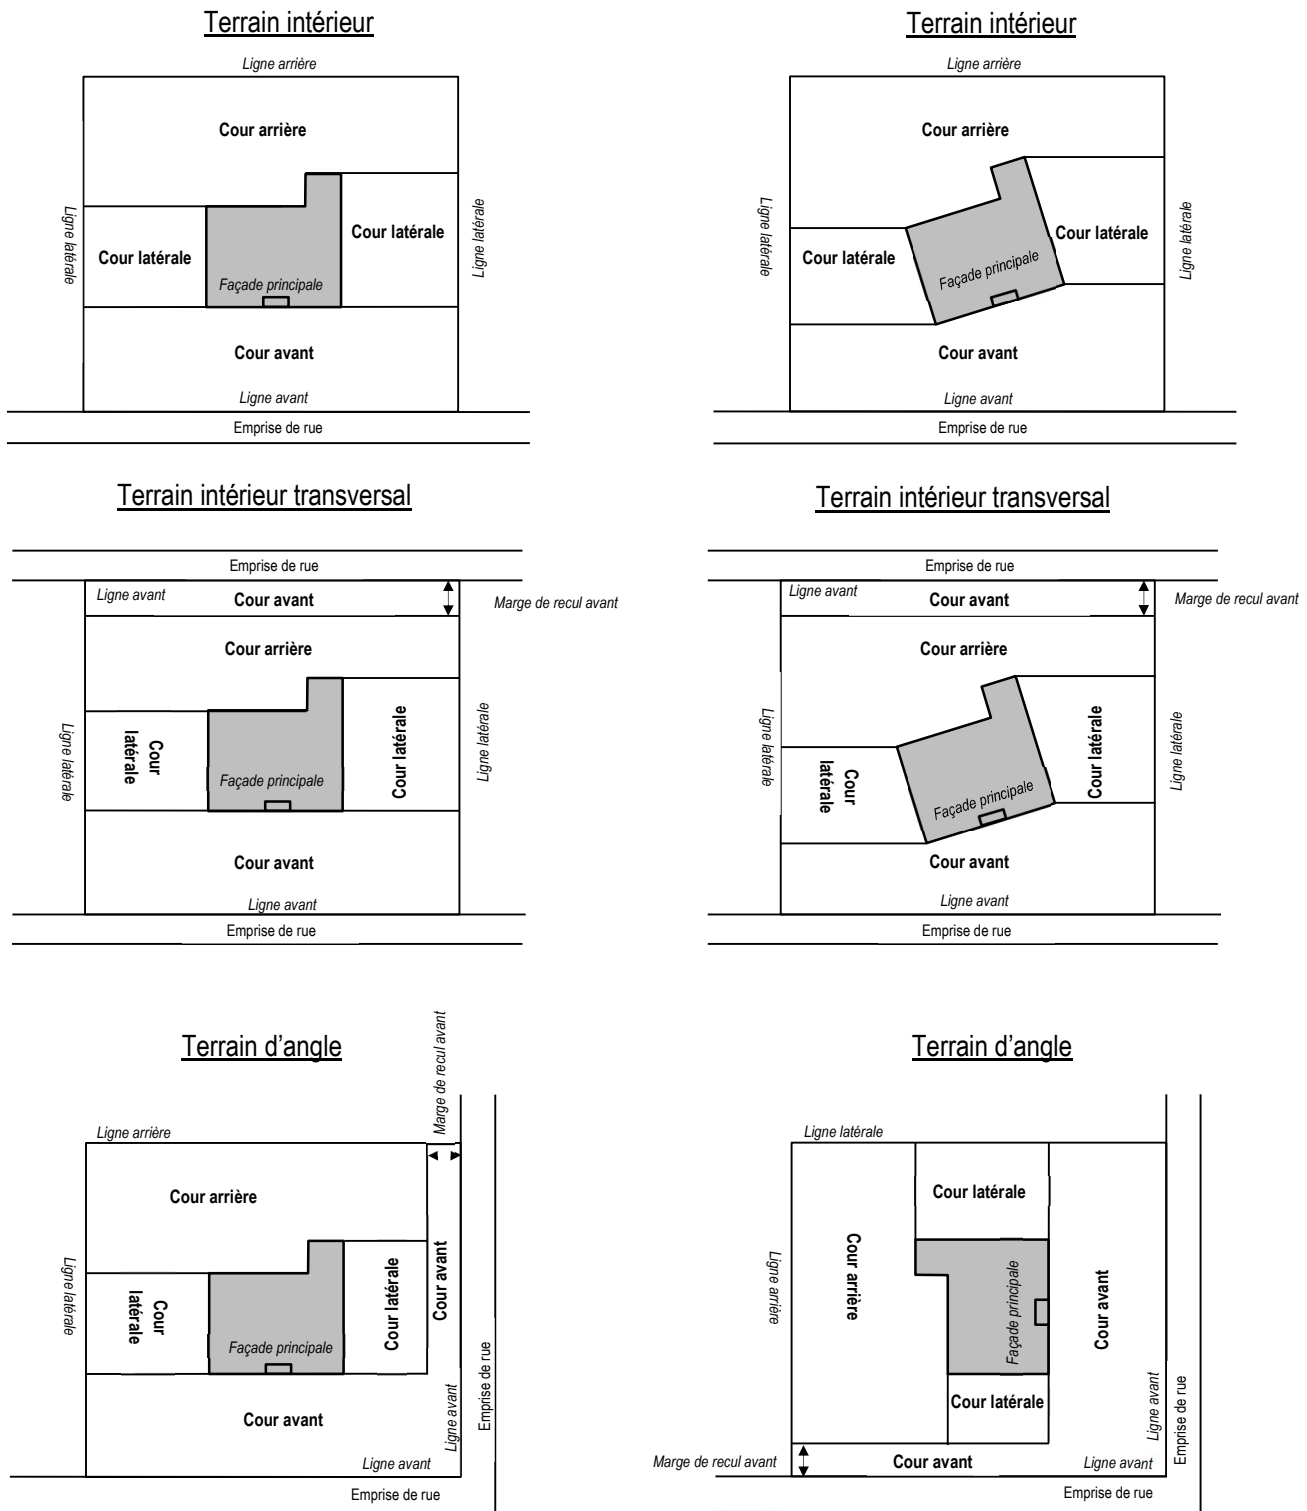 Terrain intérieur
Ligne arrière
Cour arrière
Ligne latérale
Cour latérale
Cour latérale
Ligne latérale
Façade principale
Cour avant
Ligne avant
Emprise de rue
Terrain intérieur
Ligne arrière
Cour arrière
Ligne latérale
Cour latérale
Cour latérale
Ligne latérale
Façade principale
Cour avant
Ligne avant
Emprise de rue
Terrain intérieur transversal
Emprise de rue
Ligne avant
Cour avant
Marge de recul avant
Cour arrière
Ligne latérale
Cour
latérale
Façade principale
Cour latérale
Ligne latérale
Cour avant
Ligne avant
Emprise de rue
Terrain intérieur transversal
Emprise de rue
Ligne avant
Cour avant
Marge de recul avant
Cour arrière
Ligne latérale
Cour
latérale
Façade principale
Cour latérale
Ligne latérale
Cour avant
Ligne avant
Emprise de rue
Terrain d'angle
Marge de recul avant
Ligne arrière
Cour arrière
Ligne latérale
Cour
latérale
Façade principale
Cour latérale
Cour avant
Cour avant
Ligne avant
Emprise de rue
Ligne avant
Emprise de rue
Terrain d'angle
Ligne latérale
Cour latérale
Ligne arrière
Cour arrière
Façade principale
Cour avant
Cour latérale
Ligne avant
Emprise de rue
Marge de recul avant
Cour avant
Ligne avant
Emprise de rue